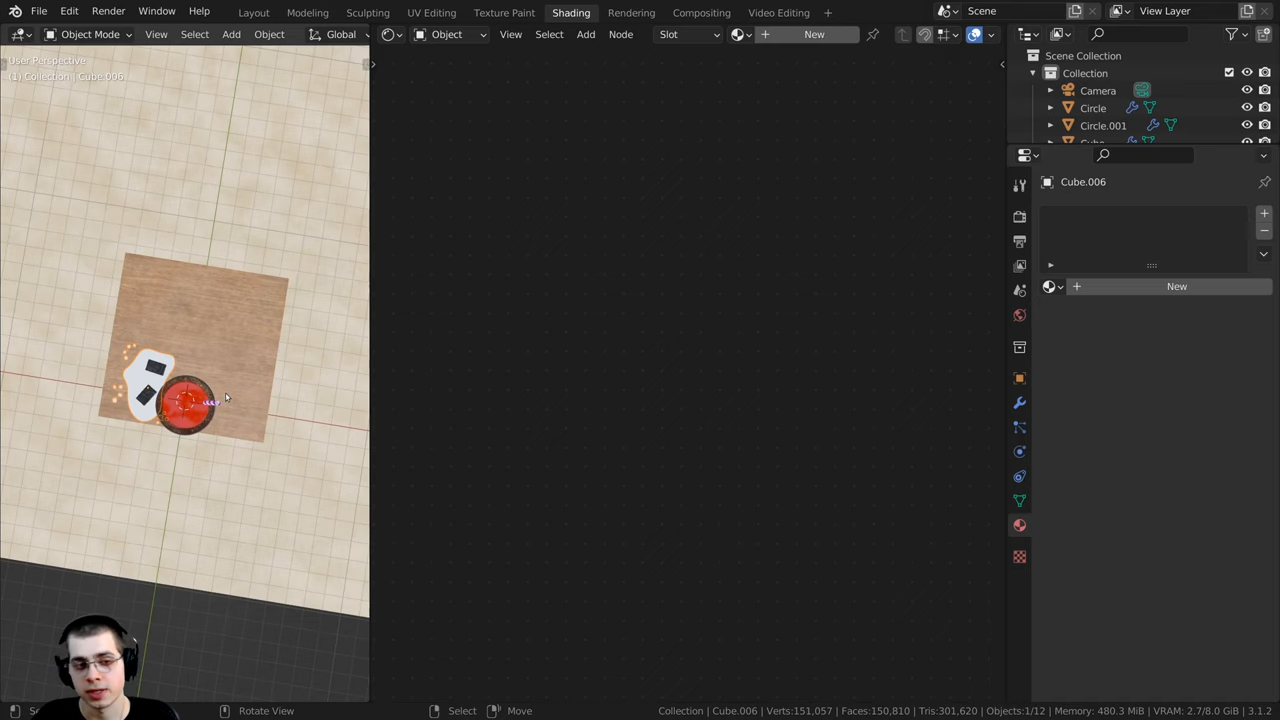 File Edit Render Window Help Layout Modeling Sculpting UV Editing Texture Paint Shading Rendering Compositing Video Editing Scene View Layer
Object Mode View Select Add Object Global Object View Select Add Node Slot New
User Perspective
(1) Collection | Cube.006
Scene Collection
Collection
Camera
Circle
Circle.001
Cube.006
New
Rotate View Select Move Collection | Cube.006 | Verts:151,057 | Faces:150,810 | Tris:301,620 | Objects:1/12 | Memory: 480.3 MiB | VRAM: 2.7/8.0 GiB | 3.1.2